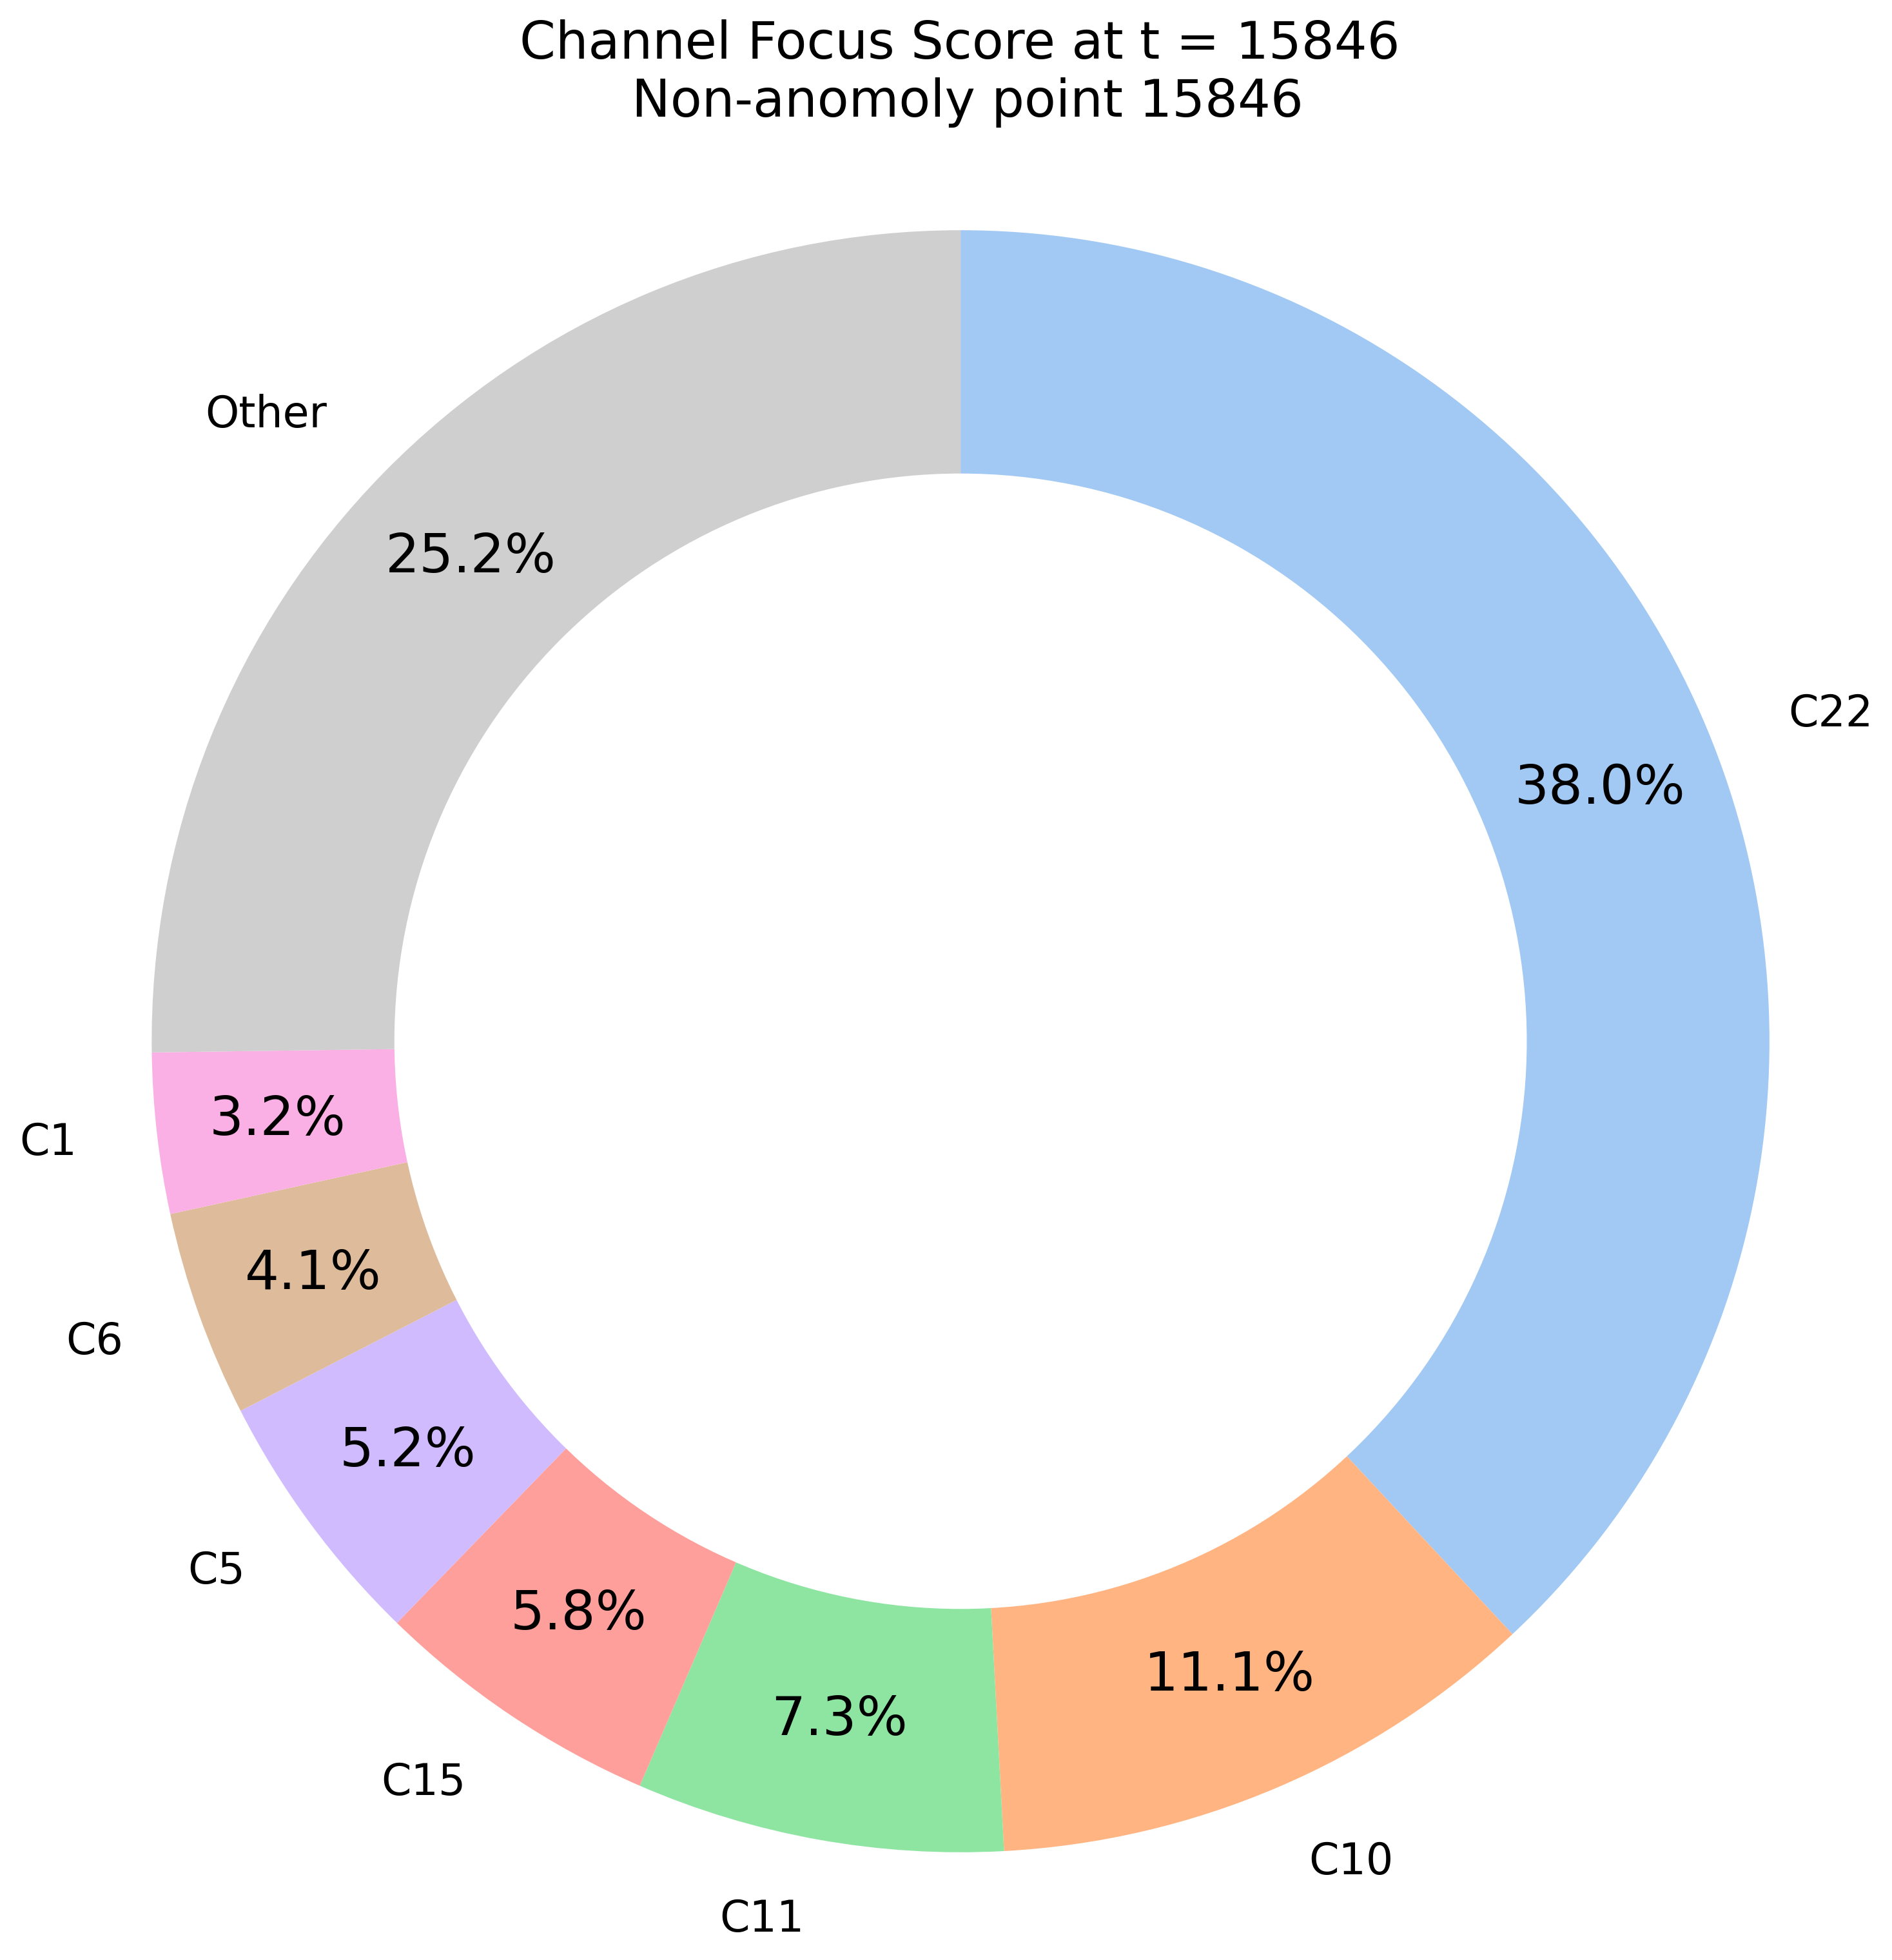 Channel Focus Score at t = 15846
Non-anomoly point 15846
Other
25.2%
C22
38.0%
C1
3.2%
C6
4.1%
C5
5.2%
C15
5.8%
C11
7.3%
C10
11.1%